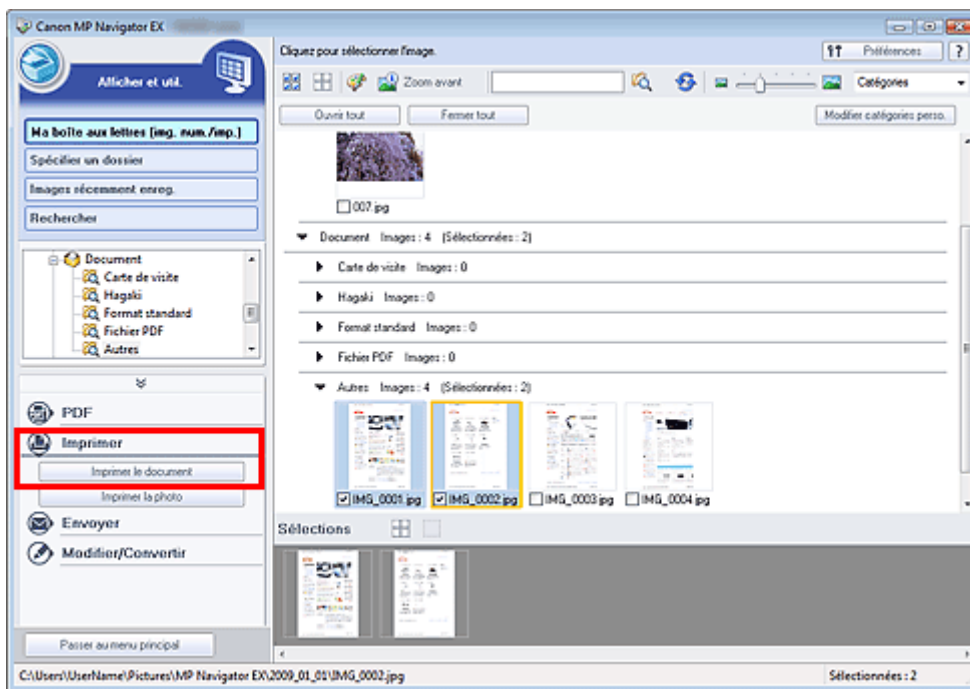 Canon MP Navigator EX
Afficher et util.
Ma boîte aux lettres (img. num./imp.)
Spécifier un dossier
Images récemment enreg.
Rechercher
Document
Carte de visite
Hagaki
Format standard
Fichier PDF
Autres
PDF
Imprimer
Imprimer le document
Imprimer la photo
Envoyer
Modifier/Convertir
Passer au menu principal
Cliquez pour sélectionner l'image.
Préférences
?
Zoom avant
Catégories
Ouvrir tout
Fermer tout
Modifier catégories perso.
007.jpg
Document Images : 4 (Sélectionnées : 2)
Carte de visite Images : 0
Hagaki Images : 0
Format standard Images : 0
Fichier PDF Images : 0
Autres Images : 4 (Sélectionnées : 2)
IMG_0001.jpg IMG_0002.jpg IMG_0003.jpg IMG_0004.jpg
Sélections
C:\Users\UserName\Pictures\MP Navigator EX\2009_01_01\IMG_0002.jpg
Sélectionnées : 2